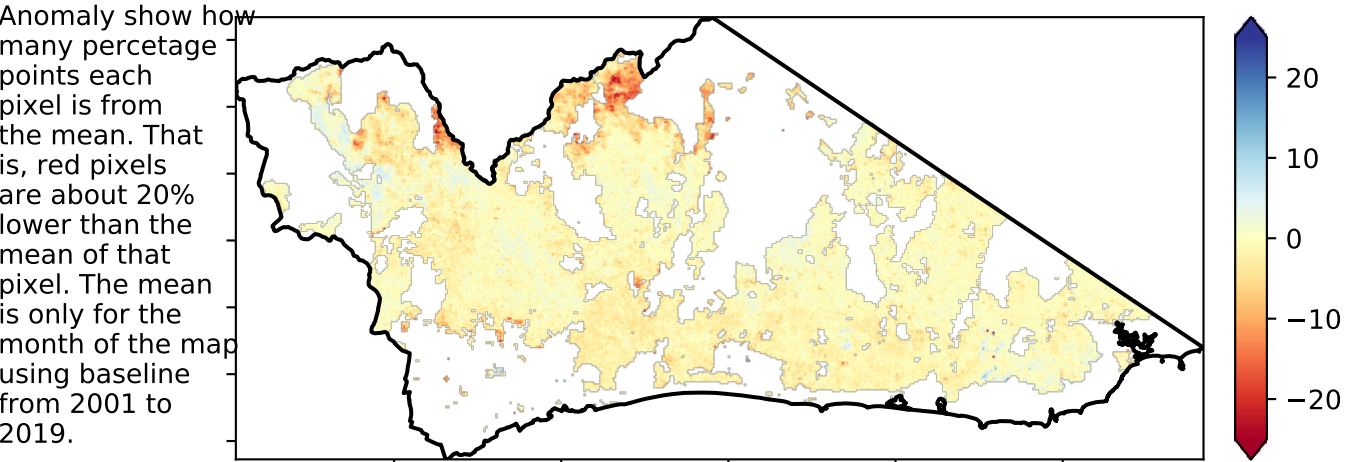 Anomaly show how
many percetage
points each
pixel is from
the mean. That
is, red pixels
are about 20%
lower than the
mean of that
pixel. The mean
is only for the
month of the map
using baseline
from 2001 to
2019.
20
10
0
−10
−20